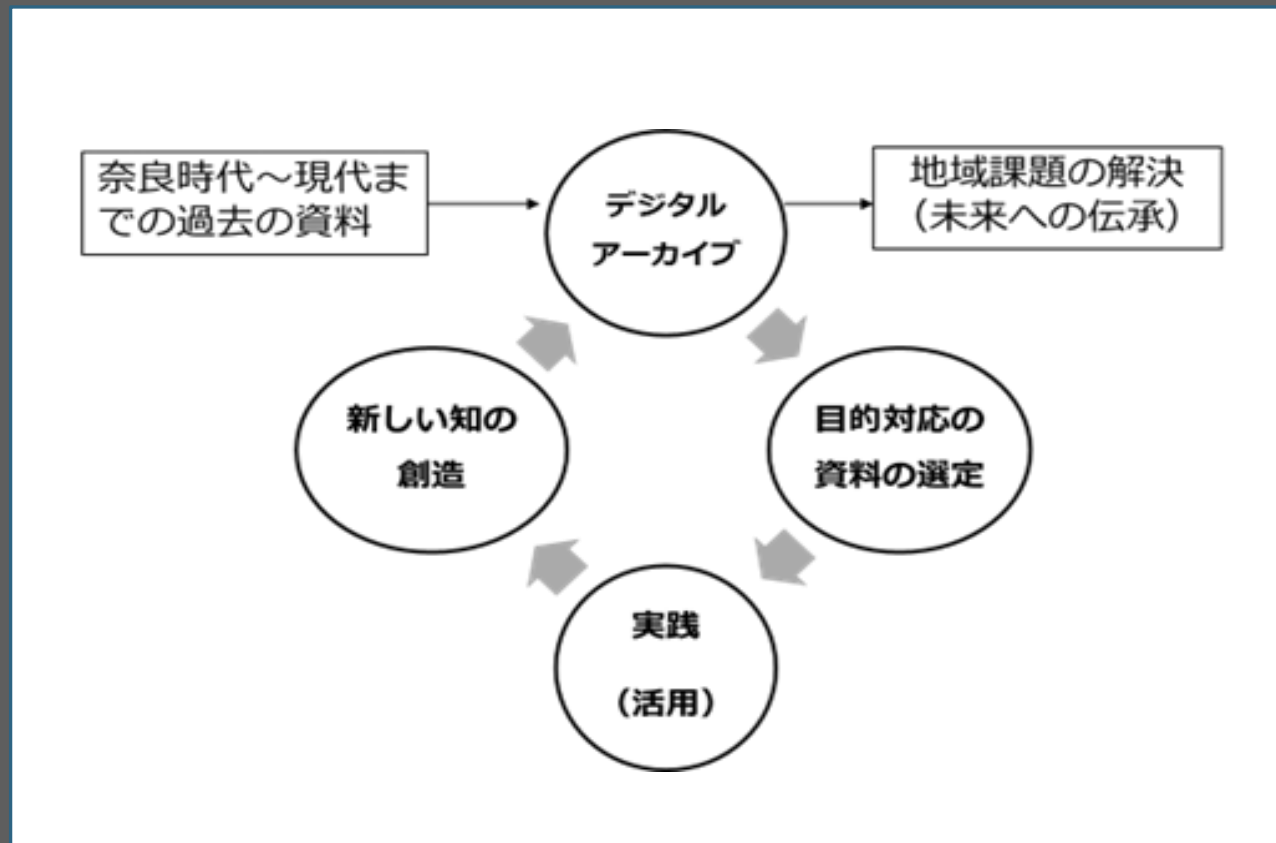 奈良時代～現代ま
での過去の資料
デジタル
アーカイブ
地域課題の解決
（未来への伝承）
新しい知の
創造
目的対応の
資料の選定
実践
（活用）